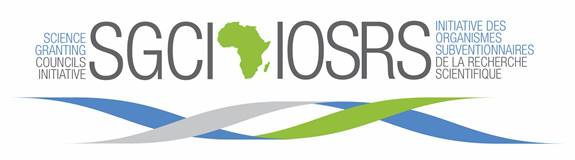 SCIENCE
GRANTING
COUNCILS
INITIATIVE
SGCI IOSRS
INITIATIVE DES
ORGANISMES
SUBVENTIONNAIRES
DE LA RECHERCHE
SCIENTIFIQUE